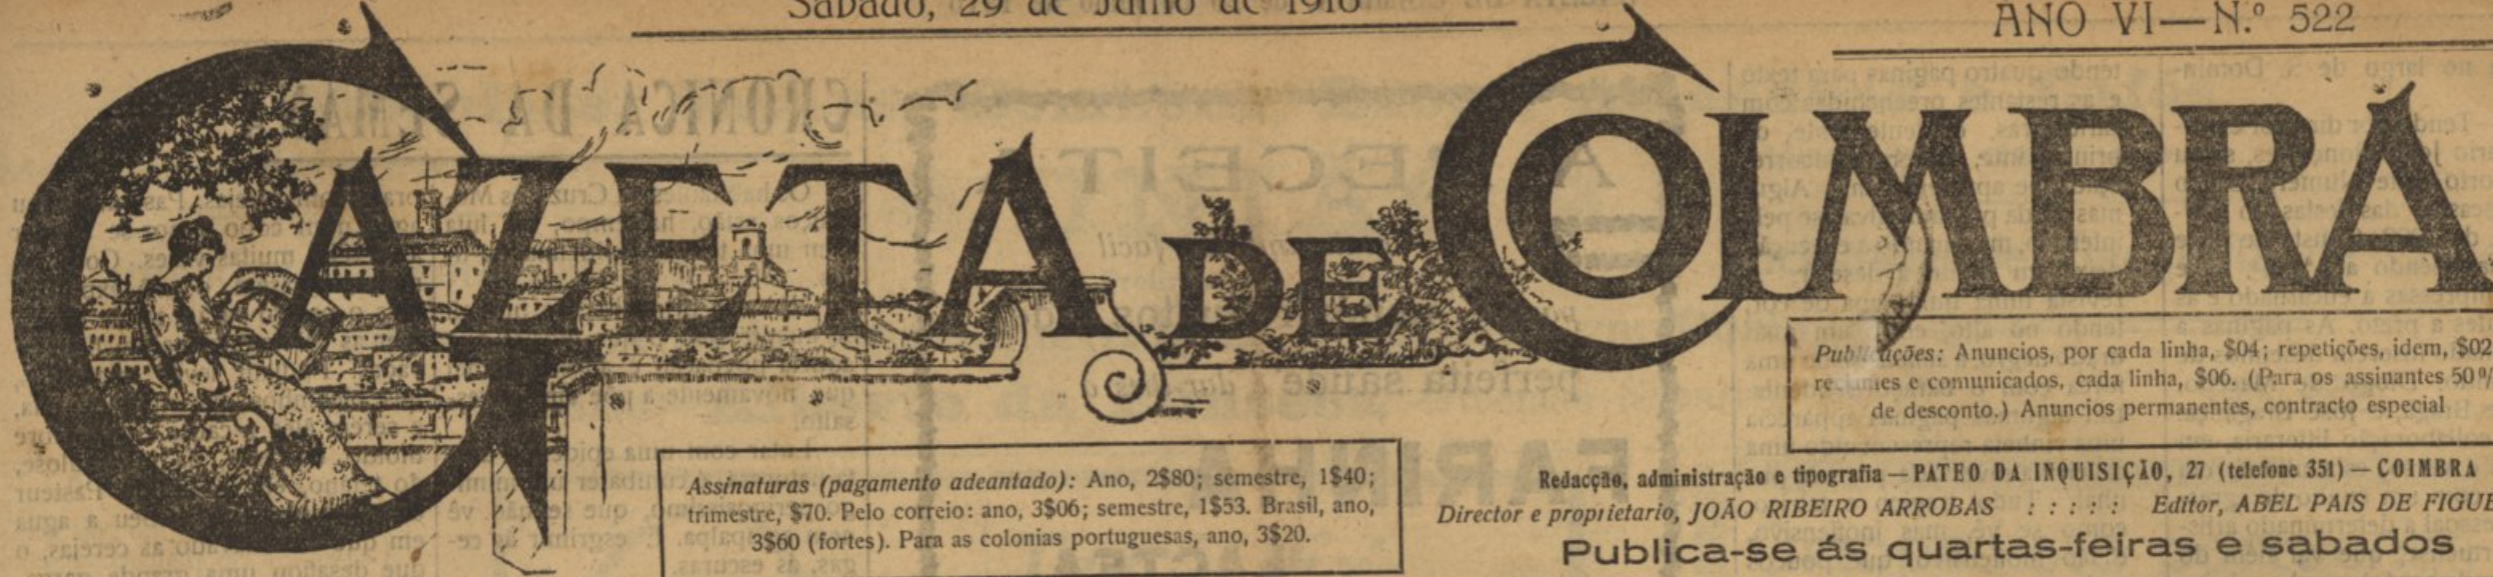 Sabado, 29 de Julho de 1916
ANO VI—N.º 522
GAZETA DE COIMBRA
Publicações: Anuncios, por cada linha, $04; repetições, idem, $02
reclames e comunicados, cada linha, $06. (Para os assinantes 50 %
de desconto.) Anuncios permanentes, contracto especial
Assinaturas (pagamento adeantado): Ano, 2$80; semestre, 1$40;
trimestre, $70. Pelo correio: ano, 3$06; semestre, 1$53. Brasil, ano,
3$60 (fortes). Para as colonias portuguesas, ano, 3$20.
Redacção, administração e tipografia — PATEO DA INQUISIÇÃO, 27 (telefone 351) — COIMBRA
Director e proprietario, JOÃO RIBEIRO ARROBAS : : : : : Editor, ABEL PAIS DE FIGUE
Publica-se ás quartas-feiras e sabados